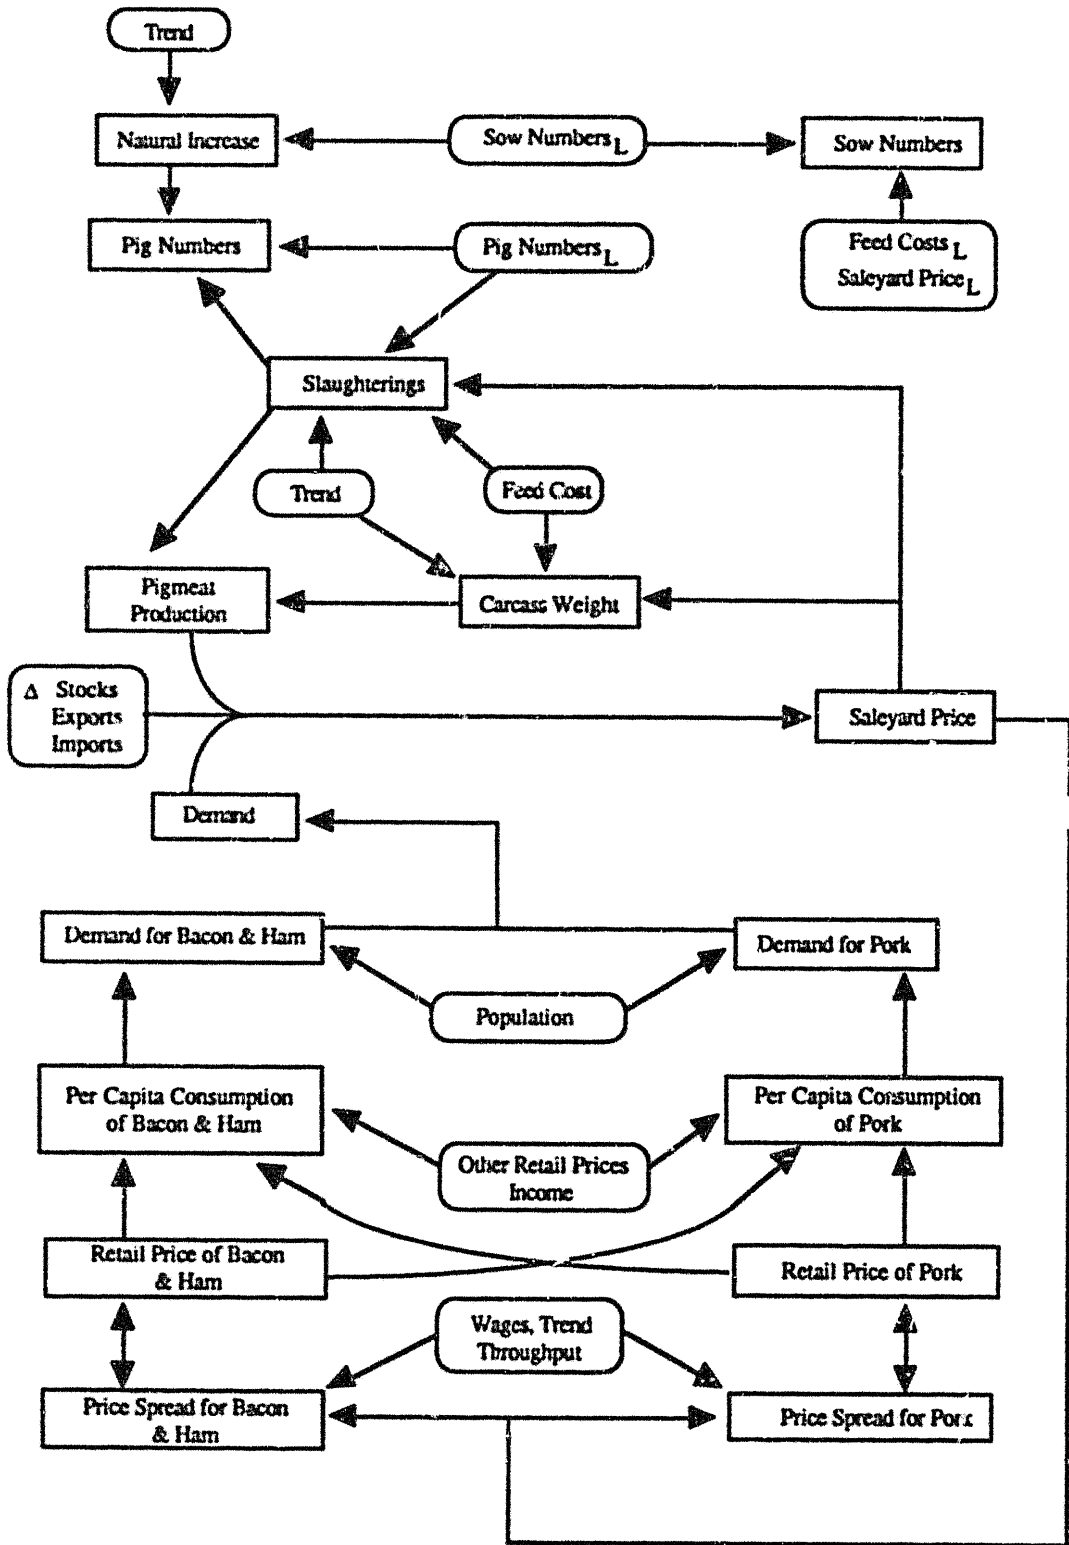 Trend
Natural Increase
Sow Numbers L
Sow Numbers
Pig Numbers
Pig Numbers L
Feed Costs L
Saleyard Price L
Slaughterings
Trend
Feed Cost
Pigmeat
Production
Carcass Weight
Δ Stocks
Exports
Imports
Saleyard Price
Demand
Demand for Bacon & Ham
Demand for Pork
Population
Per Capita Consumption
of Bacon & Ham
Per Capita Consumption
of Pork
Other Retail Prices
Income
Retail Price of Bacon
& Ham
Retail Price of Pork
Wages, Trend
Throughput
Price Spread for Bacon
& Ham
Price Spread for Pork